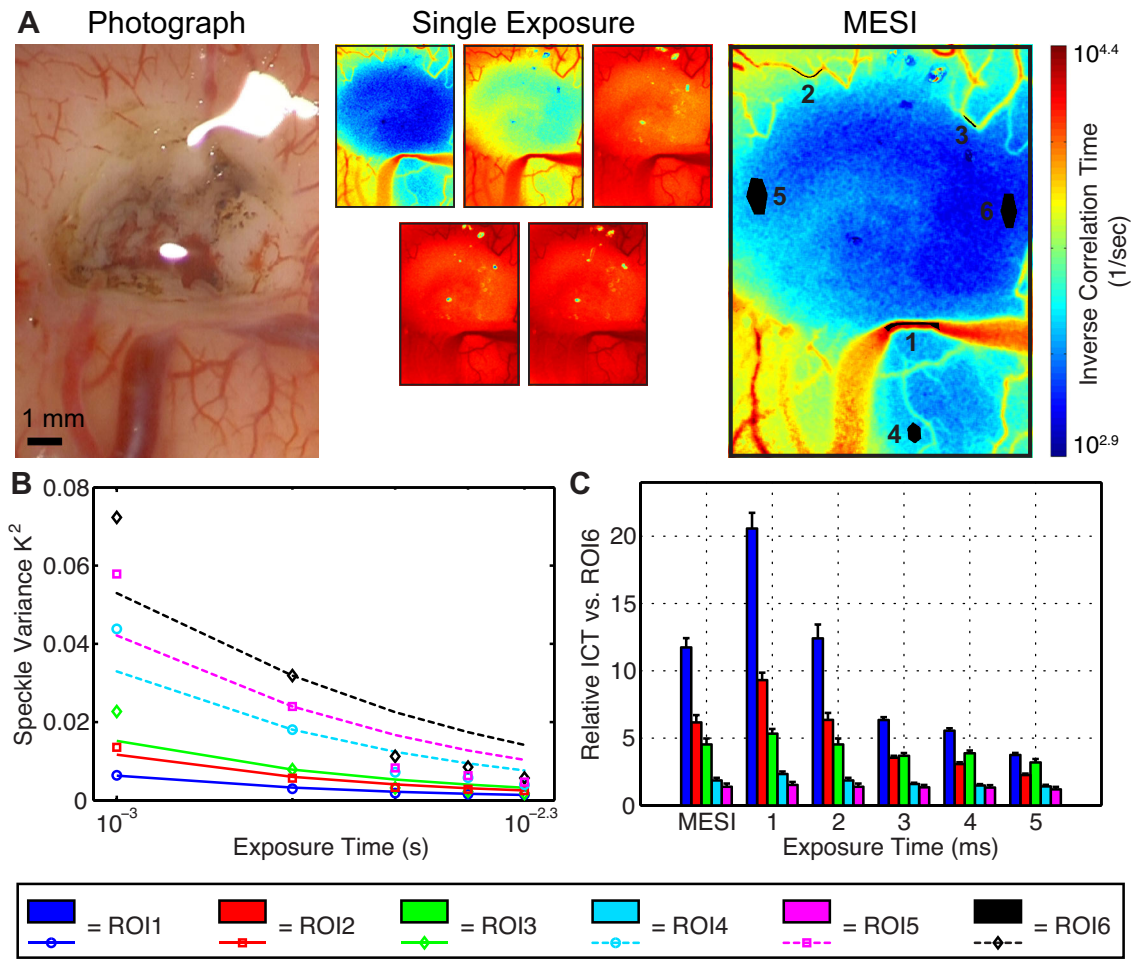 A Photograph Single Exposure MESI
1 mm
2
3
5
6
1
4
10^4.4
Inverse Correlation Time
(1/sec)
10^2.9
B
0.08
0.06
0.04
0.02
0
Speckle Variance K^2
10^-3
10^-2.3
Exposure Time (s)
C
20
15
10
5
0
Relative ICT vs. ROI6
MESI 1 2 3 4 5
Exposure Time (ms)
= ROI1 = ROI2 = ROI3 = ROI4 = ROI5 = ROI6